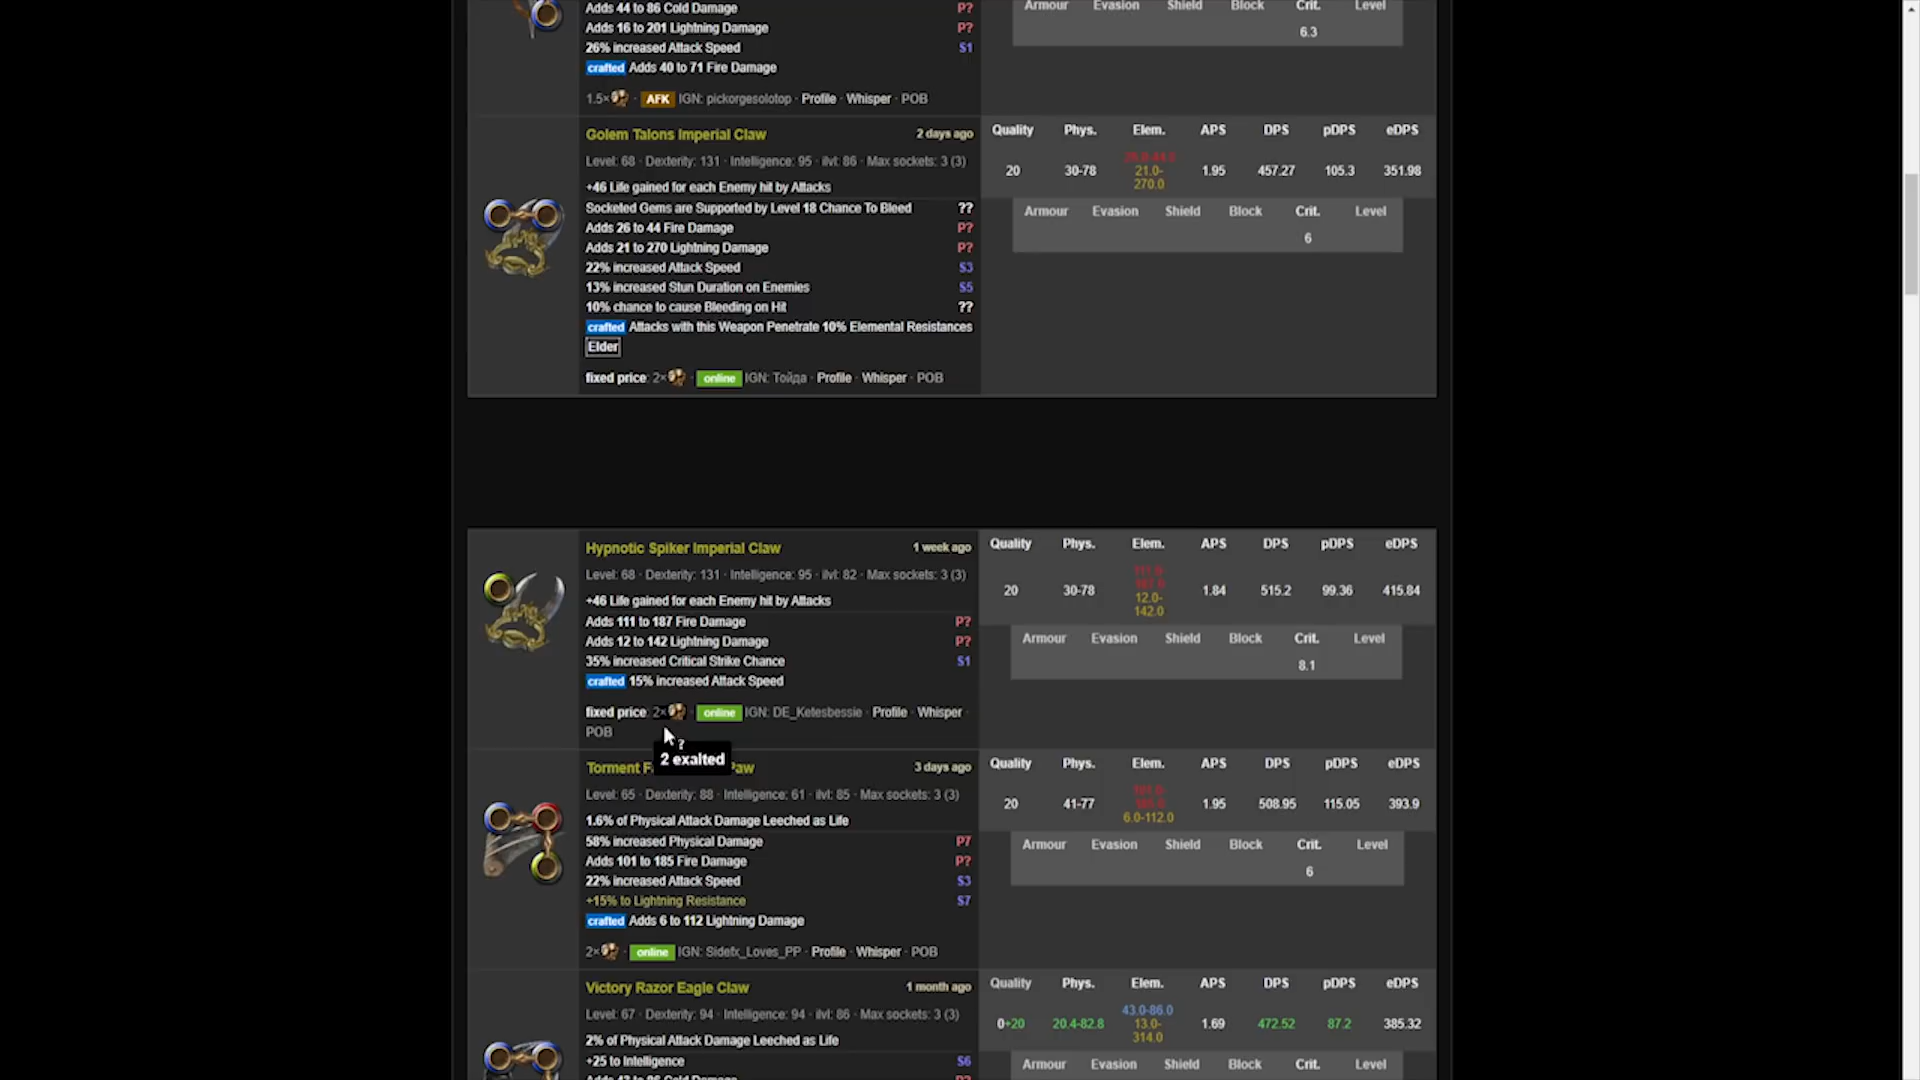 Adds 44 to 86 Cold Damage P?
Adds 16 to 201 Lightning Damage P?
26% increased Attack Speed S1
crafted Adds 40 to 71 Fire Damage
1.5× · AFK IGN: pickorgesolotop · Profile · Whisper · POB
Armour Evasion Shield Block Crit. Level
6.3
Golem Talons Imperial Claw 2 days ago
Level: 68 · Dexterity: 131 · Intelligence: 95 · ilvl: 86 · Max sockets: 3 (3)
+46 Life gained for each Enemy hit by Attacks
Socketed Gems are Supported by Level 18 Chance To Bleed ??
Adds 26 to 44 Fire Damage P?
Adds 21 to 270 Lightning Damage P?
22% increased Attack Speed S3
13% increased Stun Duration on Enemies S5
10% chance to cause Bleeding on Hit ??
crafted Attacks with this Weapon Penetrate 10% Elemental Resistances
Elder
fixed price 2× · online IGN: Тойда · Profile · Whisper · POB
Quality Phys. Elem. APS DPS pDPS eDPS
20 30-78 21.0-270.0 1.95 457.27 105.3 351.98
Armour Evasion Shield Block Crit. Level
6
Hypnotic Spiker Imperial Claw 1 week ago
Level: 68 · Dexterity: 131 · Intelligence: 95 · ilvl: 82 · Max sockets: 3 (3)
+46 Life gained for each Enemy hit by Attacks
Adds 111 to 187 Fire Damage P?
Adds 12 to 142 Lightning Damage P?
35% increased Critical Strike Chance S1
crafted 15% increased Attack Speed
fixed price 2× · online IGN: DE_Ketesbessie · Profile · Whisper ·
POB
?
2 exalted
Quality Phys. Elem. APS DPS pDPS eDPS
20 30-78 12.0-142.0 1.84 515.2 99.36 415.84
Armour Evasion Shield Block Crit. Level
8.1
Torment 3 days ago
Level: 65 · Dexterity: 88 · Intelligence: 61 · ilvl: 85 · Max sockets: 3 (3)
1.6% of Physical Attack Damage Leeched as Life
58% increased Physical Damage P7
Adds 101 to 185 Fire Damage P?
22% increased Attack Speed S3
+15% to Lightning Resistance S7
crafted Adds 6 to 112 Lightning Damage
2× · online IGN: Sidefx_Loves_PP · Profile · Whisper · POB
Quality Phys. Elem. APS DPS pDPS eDPS
20 41-77 6.0-112.0 1.95 508.95 115.05 393.9
Armour Evasion Shield Block Crit. Level
6
Victory Razor Eagle Claw 1 month ago
Level: 67 · Dexterity: 94 · Intelligence: 94 · ilvl: 86 · Max sockets: 3 (3)
2% of Physical Attack Damage Leeched as Life
+25 to Intelligence S6
Adds 43 to 86 Cold Damage P?
Quality Phys. Elem. APS DPS pDPS eDPS
0+20 20.4-82.8 43.0-86.0 13.0-314.0 1.69 472.52 87.2 385.32
Armour Evasion Shield Block Crit. Level